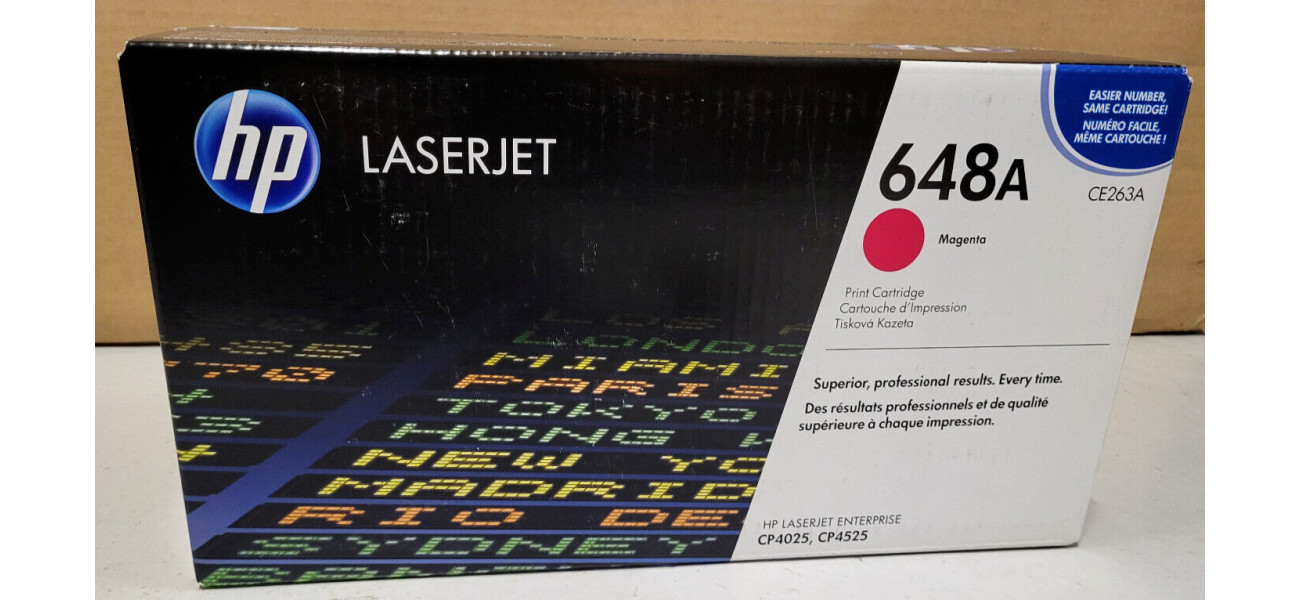 hp
LASERJET
EASIER NUMBER,
SAME CARTRIDGE!
NUMÉRO FACILE,
MÊME CARTOUCHE !
648A
CE263A
Magenta
Print Cartridge
Cartouche d'Impression
Tisková Kazeta
Superior, professional results. Every time.
Des résultats professionnels et de qualité
supérieure à chaque impression.
HP LASERJET ENTERPRISE
CP4025, CP4525
LONDO
MIAMI
PARIS
TOKYO
HONG
NEW YO
MADRID
RIO DE
SYDNEY